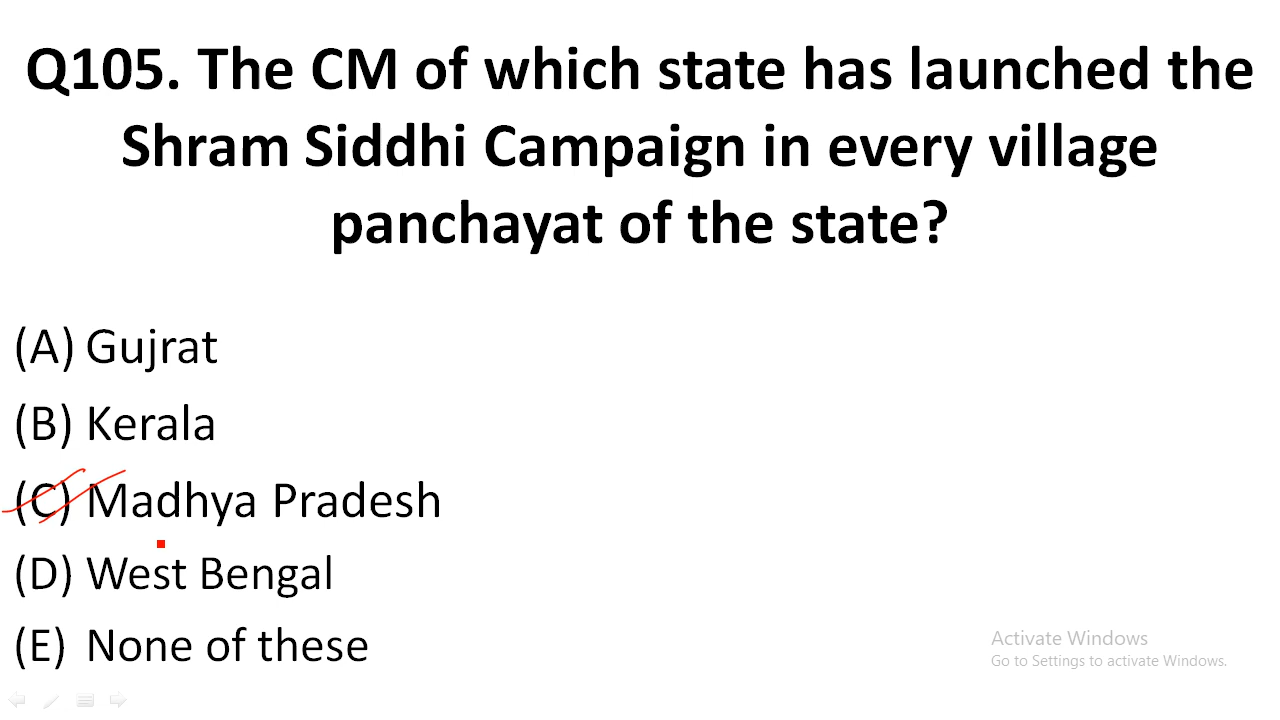 Q105. The CM of which state has launched the
Shram Siddhi Campaign in every village
panchayat of the state?
(A) Gujrat
(B) Kerala
(C) Madhya Pradesh
(D) West Bengal
(E) None of these
Activate Windows
Go to Settings to activate Windows.